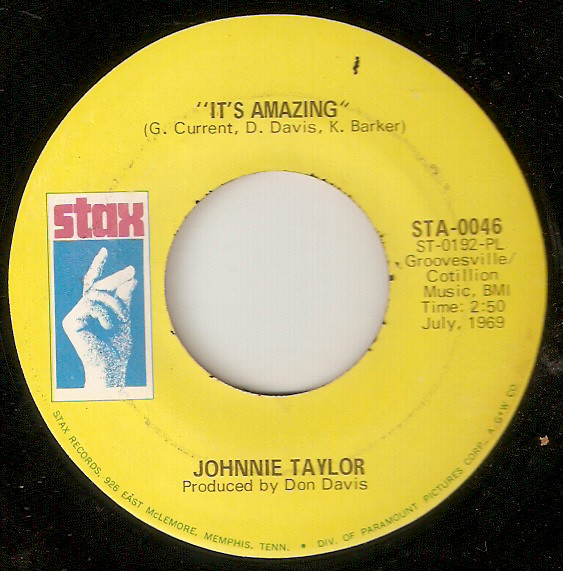 "IT'S AMAZING"
(G. Current, D. Davis, K. Barker)
stax
STA-0046
ST-0192-PL
Groovesville/
Cotillion
Music, BMI
Time: 2:50
July, 1969
JOHNNIE TAYLOR
Produced by Don Davis
STAX RECORDS, 926 EAST McLEMORE, MEMPHIS, TENN. • DIV. OF PARAMOUNT PICTURES CORP., A G+W CO.